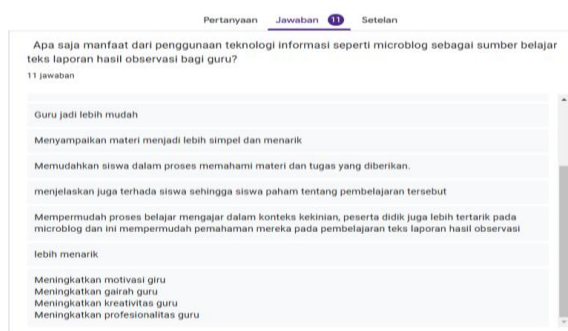 Pertanyaan Jawaban 11 Setelan
Apa saja manfaat dari penggunaan teknologi informasi seperti microblog sebagai sumber belajar
teks laporan hasil observasi bagi guru?
11 jawaban
Guru jadi lebih mudah
Menyampaikan materi menjadi lebih simpel dan menarik
Memudahkan siswa dalam proses memahami materi dan tugas yang diberikan.
menjelaskan juga terhada siswa sehingga siswa paham tentang pembelajaran tersebut
Mempermudah proses belajar mengajar dalam konteks kekinian, peserta didik juga lebih tertarik pada
microblog dan ini mempermudah pemahaman mereka pada pembelajaran teks laporan hasil observasi
lebih menarik
Meningkatkan motivasi giru
Meningkatkan gairah guru
Meningkatkan kreativitas guru
Meningkatkan profesionalitas guru